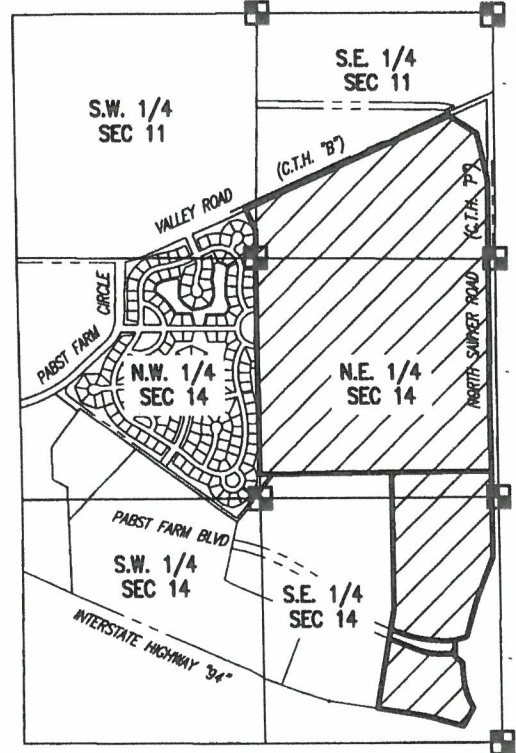 S.E. 1/4
SEC 11
S.W. 1/4
SEC 11
(C.T.H. "B")
VALLEY ROAD
(C.T.H. "P")
NORTH SAWYER ROAD
CIRCLE
PABST FARM
N.W. 1/4
SEC 14
N.E. 1/4
SEC 14
PABST FARM BLVD
S.W. 1/4
SEC 14
S.E. 1/4
SEC 14
INTERSTATE HIGHWAY "94"